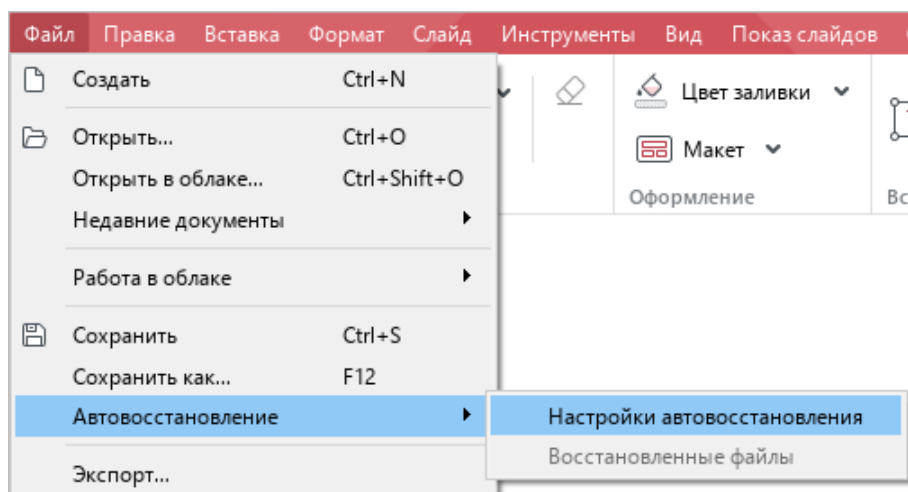 Файл Правка Вставка Формат Слайд Инструменты Вид Показ слайдов
Создать Ctrl+N
Цвет заливки
Открыть... Ctrl+O
Макет
Открыть в облаке... Ctrl+Shift+O
Оформление
Недавние документы
Работа в облаке
Сохранить Ctrl+S
Сохранить как... F12
Автовосстановление
Настройки автовосстановления
Восстановленные файлы
Экспорт...